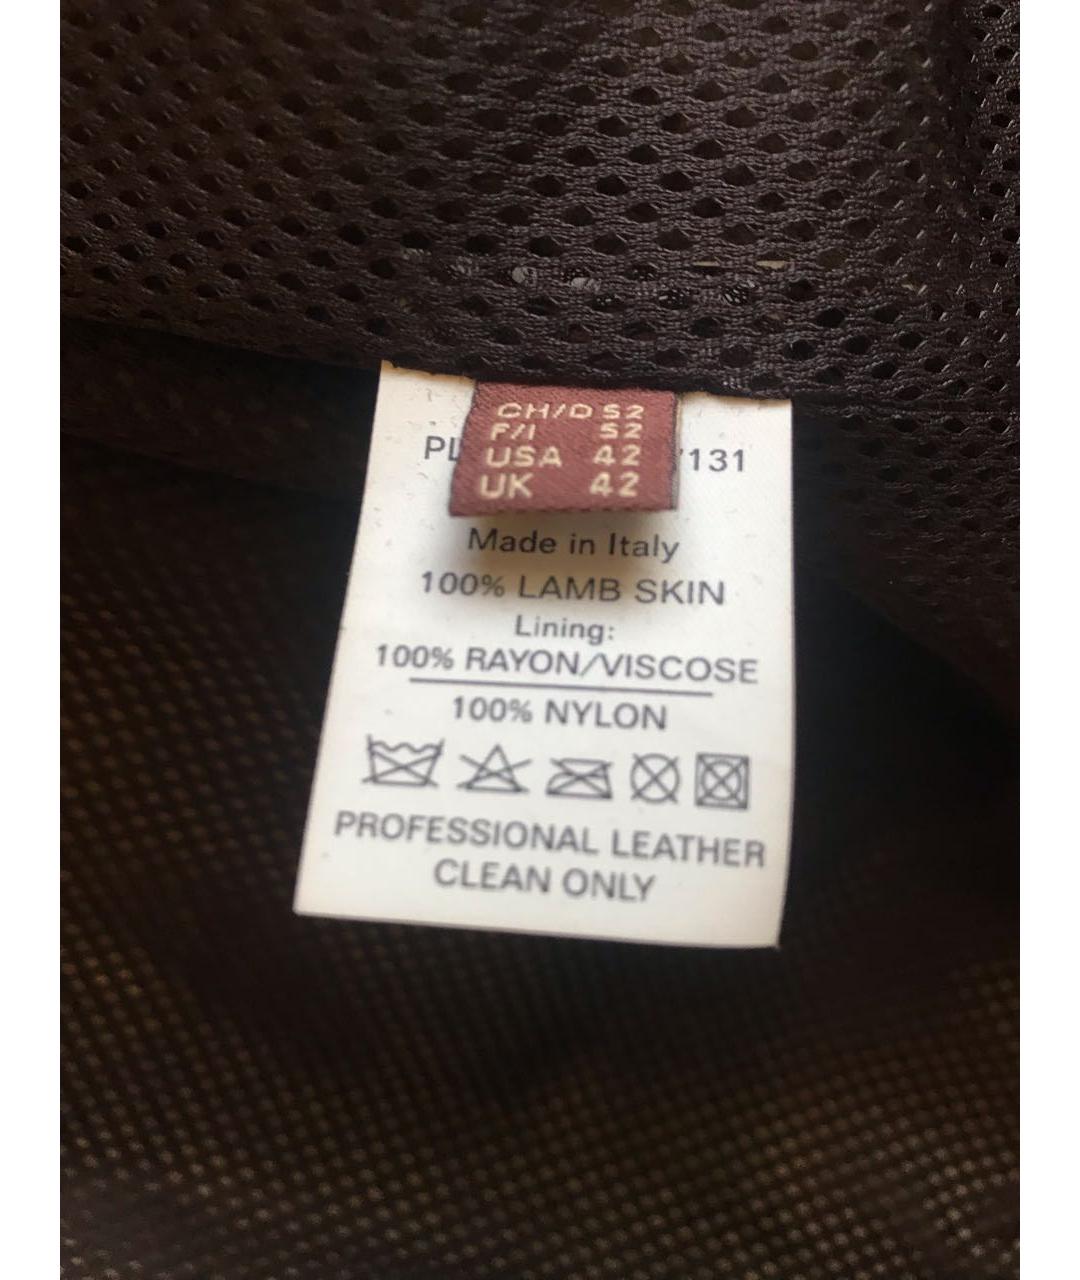 CH/D 52
F/I 52
USA 42
UK 42
131
Made in Italy
100% LAMB SKIN
Lining:
100% RAYON/VISCOSE
100% NYLON
PROFESSIONAL LEATHER
CLEAN ONLY